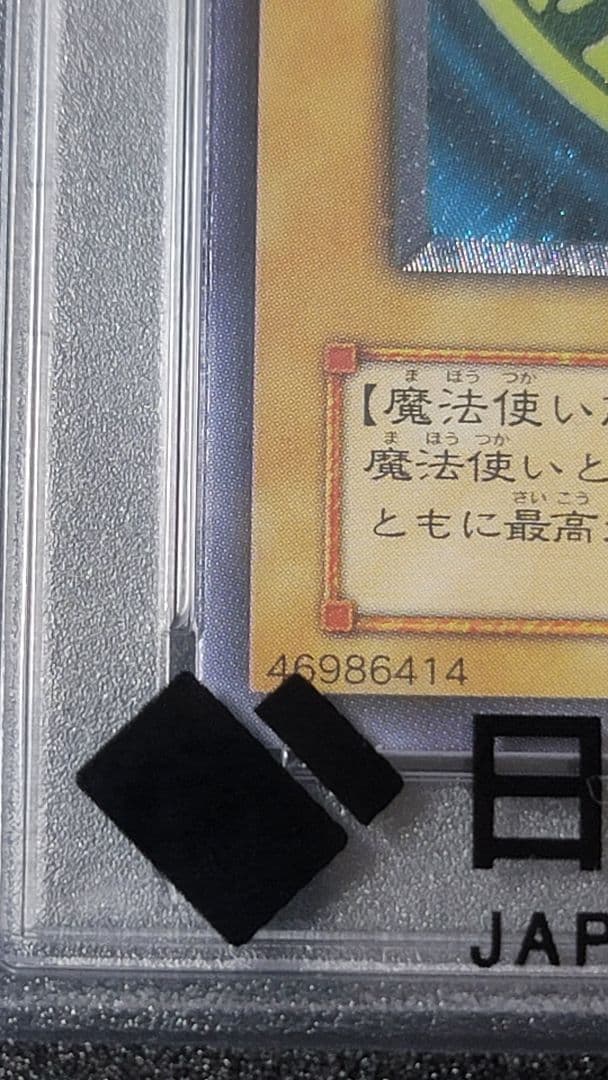 ま ほう つか
【魔法使い
ま ほう つか
魔法使いと
さい こう
ともに最高
46986414
日
JAP